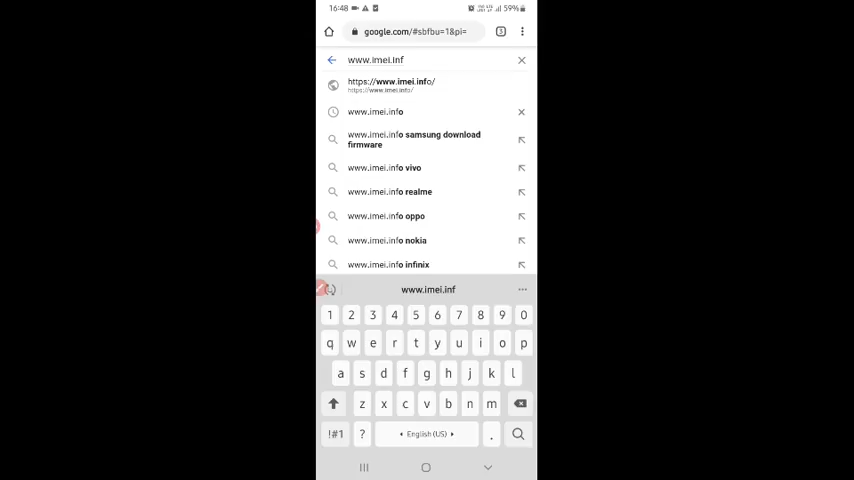 16:48 59%
google.com/#sbfbu=1&pi= 3
www.imei.inf
https://www.imei.info/
https://www.imei.info/
www.imei.info
www.imei.info samsung download
firmware
www.imei.info vivo
www.imei.info realme
www.imei.info oppo
www.imei.info nokia
www.imei.info infinix
www.imei.inf
1 2 3 4 5 6 7 8 9 0
q w e r t y u i o p
a s d f g h j k l
z x c v b n m
!#1 ? English (US) .